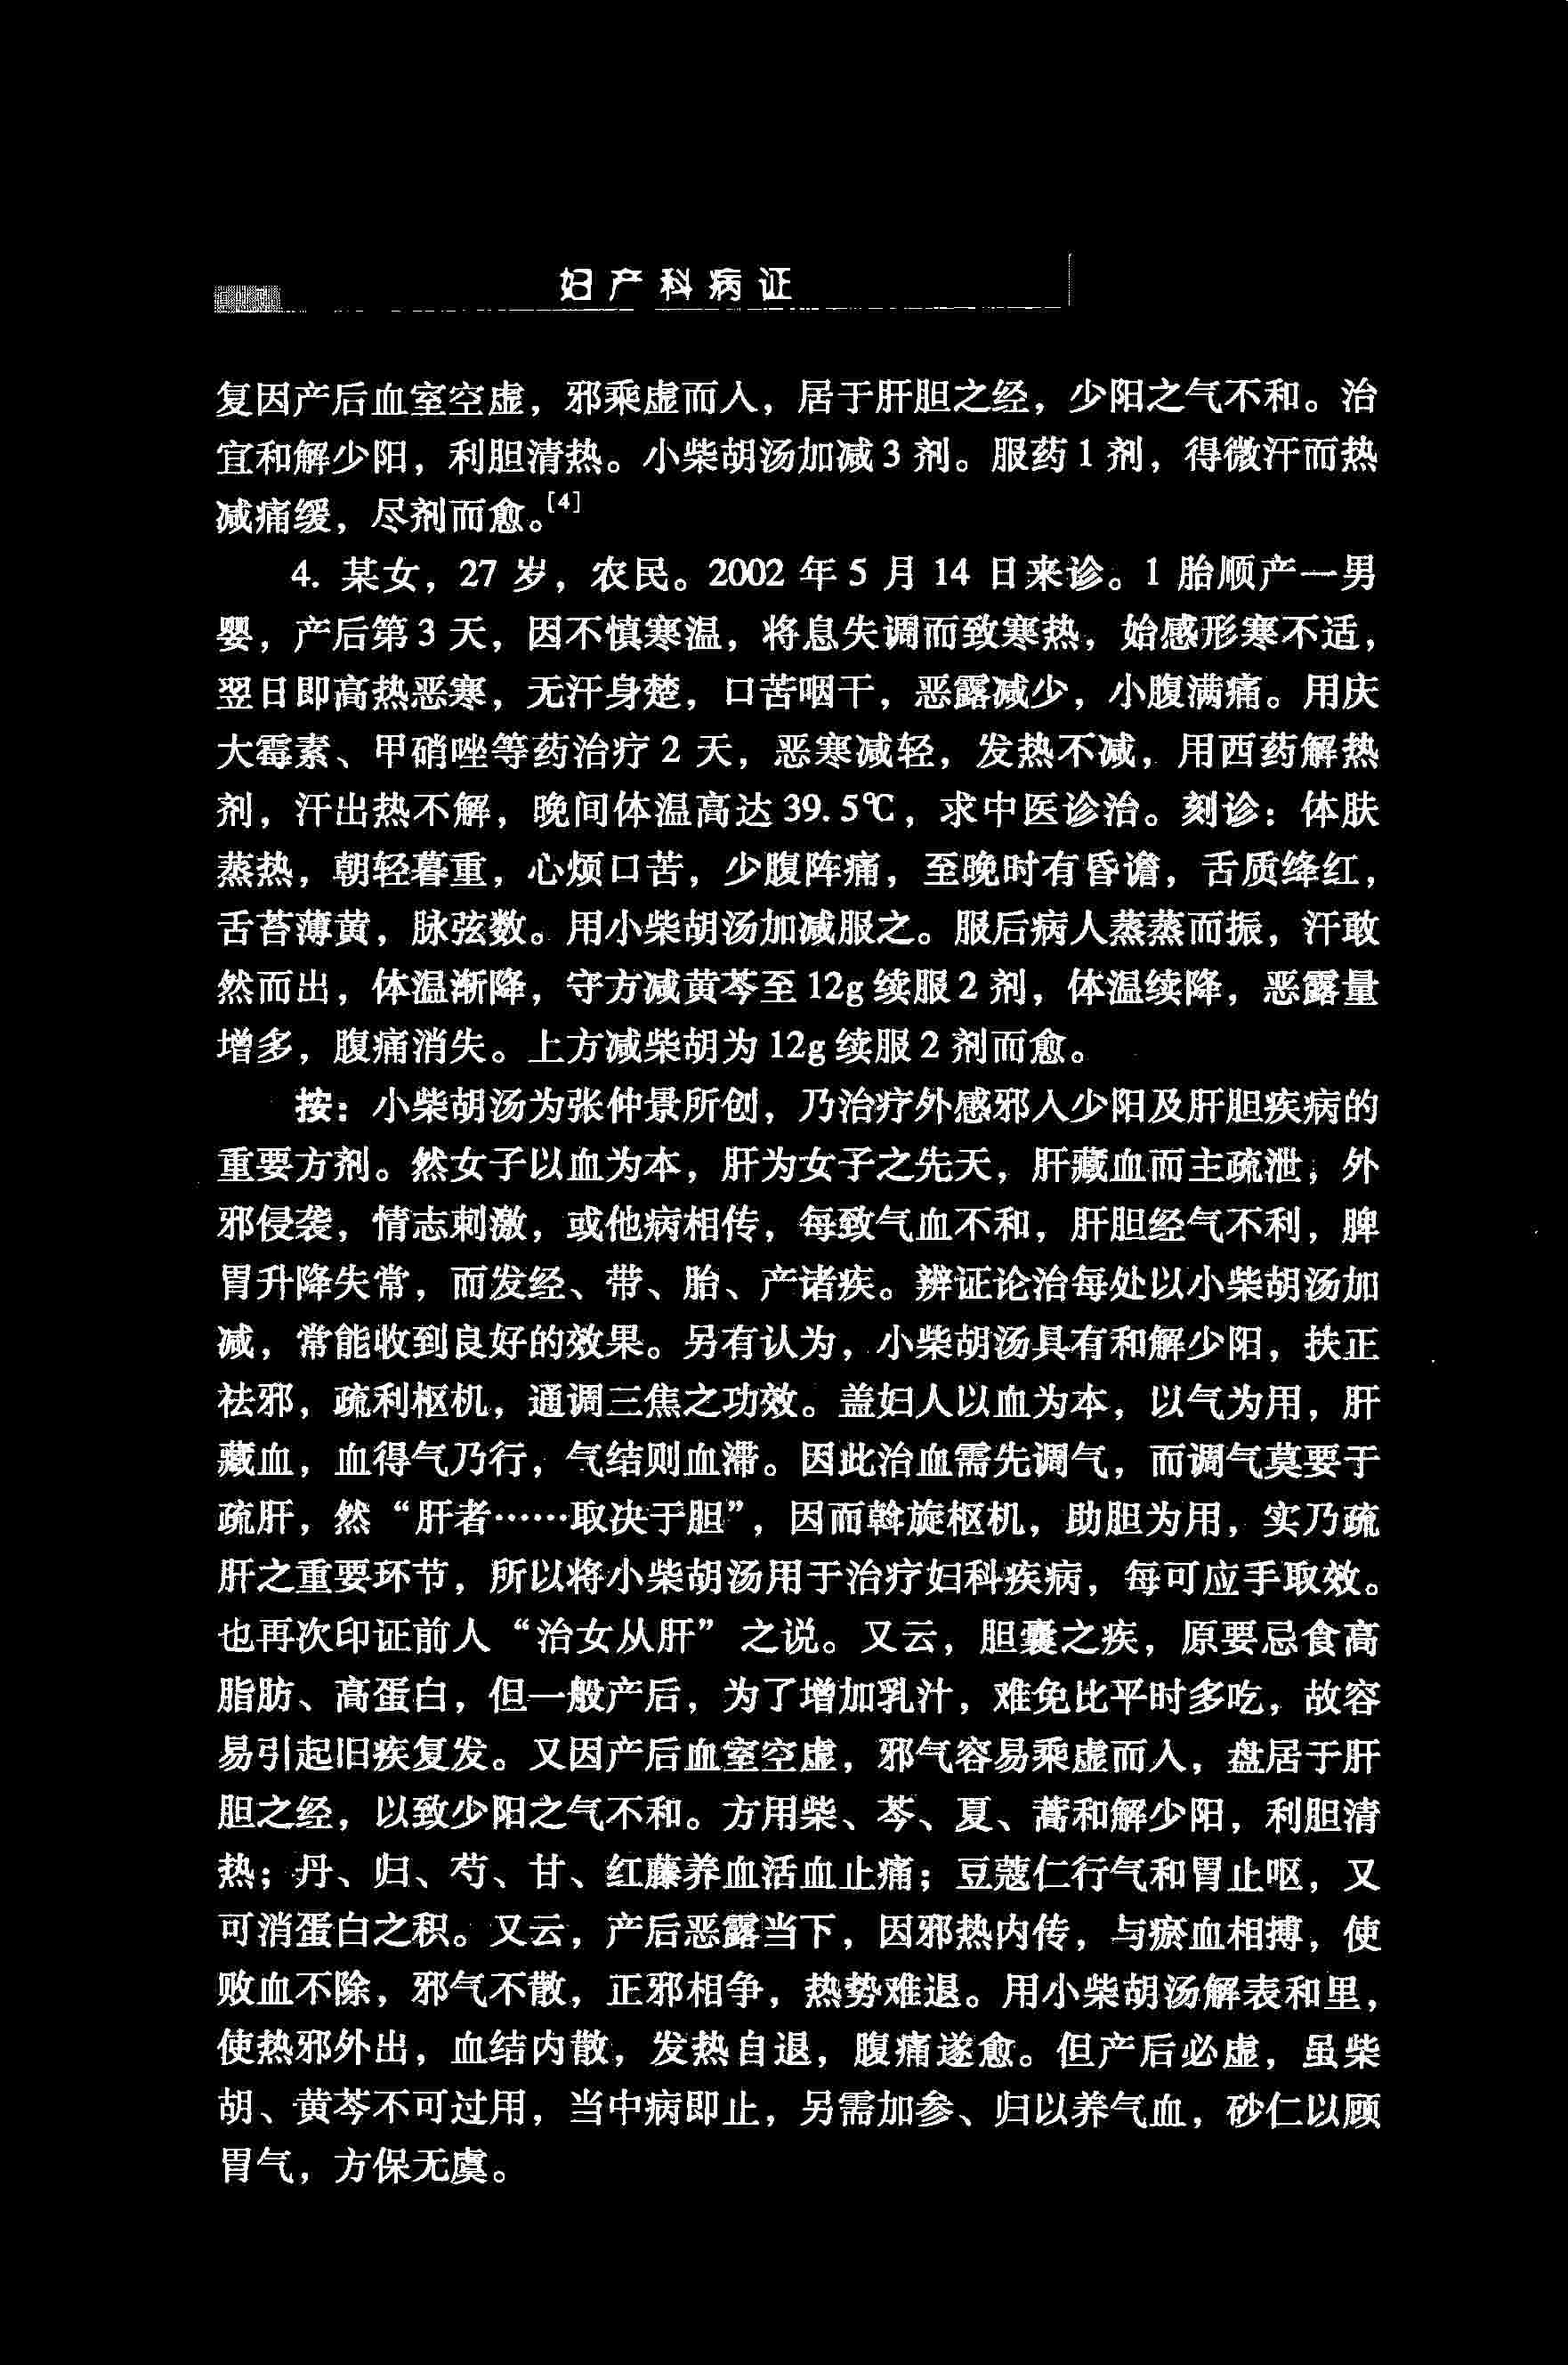 妇产科病证
复因产后血室空虚，邪乘虚而入，居于肝胆之经，少阳之气不和。治
宜和解少阳，利胆清热。小柴胡汤加减3剂。服药1剂，得微汗而热
减痛缓，尽剂而愈。[4]
4. 某女，27岁，农民。2002年5月14日来诊。1胎顺产一男
婴，产后第3天，因不慎寒温，将息失调而致寒热，始感形寒不适，
翌日即高热恶寒，无汗身楚，口苦咽干，恶露减少，小腹满痛。用庆
大霉素、甲硝唑等药治疗2天，恶寒减轻，发热不减，用西药解热
剂，汗出热不解，晚间体温高达39.5℃，求中医诊治。刻诊：体肤
蒸热，朝轻暮重，心烦口苦，少腹阵痛，至晚时有昏谵，舌质绛红，
舌苔薄黄，脉弦数。用小柴胡汤加减服之。服后病人蒸蒸而振，汗敢
然而出，体温渐降，守方减黄芩至12g续服2剂，体温续降，恶露量
增多，腹痛消失。上方减柴胡为12g续服2剂而愈。
按：小柴胡汤为张仲景所创，乃治疗外感邪入少阳及肝胆疾病的
重要方剂。然女子以血为本，肝为女子之先天，肝藏血而主疏泄，外
邪侵袭，情志刺激，或他病相传，每致气血不和，肝胆经气不利，脾
胃升降失常，而发经、带、胎、产诸疾。辨证论治每处以小柴胡汤加
减，常能收到良好的效果。另有认为，小柴胡汤具有和解少阳，扶正
祛邪，疏利枢机，通调三焦之功效。盖妇人以血为本，以气为用，肝
藏血，血得气乃行，气结则血滞。因此治血需先调气，而调气莫要于
疏肝，然“肝者……取决于胆”，因而斡旋枢机，助胆为用，实乃疏
肝之重要环节，所以将小柴胡汤用于治疗妇科疾病，每可应手取效。
也再次印证前人“治女从肝”之说。又云，胆囊之疾，原要忌食高
脂肪、高蛋白，但一般产后，为了增加乳汁，难免比平时多吃，故容
易引起旧疾复发。又因产后血室空虚，邪气容易乘虚而入，盘居于肝
胆之经，以致少阳之气不和。方用柴、芩、夏、蒿和解少阳，利胆清
热；丹、归、芍、甘、红藤养血活血止痛；豆蔻仁行气和胃止呕，又
可消蛋白之积。又云，产后恶露当下，因邪热内传，与瘀血相搏，使
败血不除，邪气不散，正邪相争，热势难退。用小柴胡汤解表和里，
使热邪外出，血结内散，发热自退，腹痛遂愈。但产后必虚，虽柴
胡、黄芩不可过用，当中病即止，另需加参、归以养气血，砂仁以顾
胃气，方保无虞。